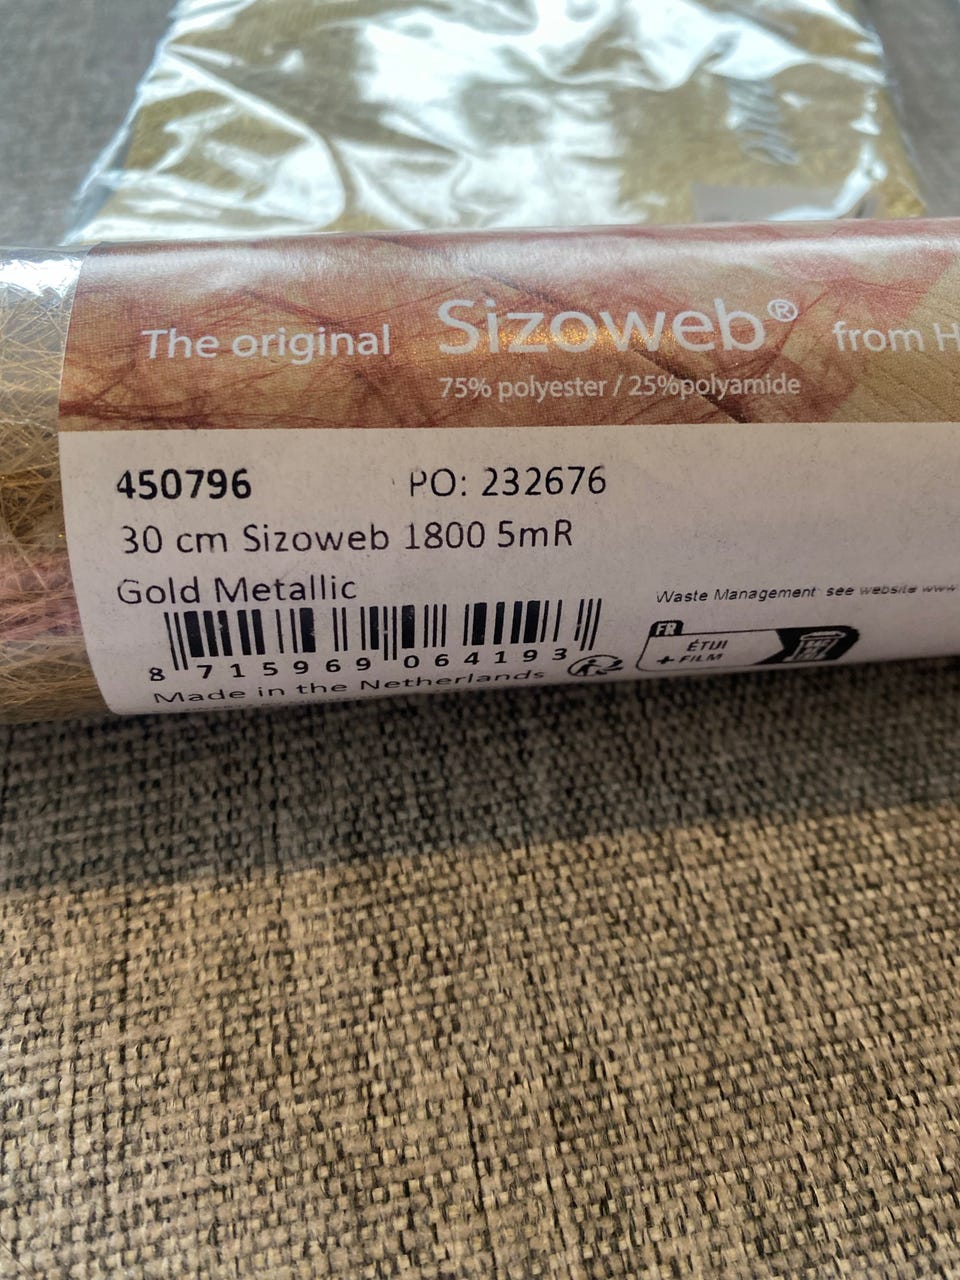 The original Sizoweb® from H
75% polyester / 25%polyamide
450796 PO: 232676
30 cm Sizoweb 1800 5mR
Gold Metallic
8 715969 064193
Made in the Netherlands
Waste Management see website www
FR
ÉTUI
+ FILM